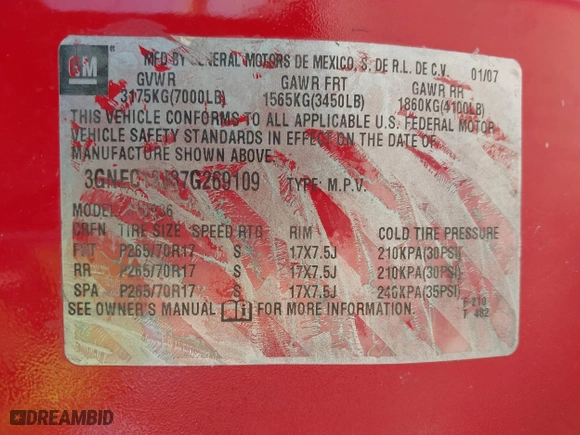 GM
MFD BY GENERAL MOTORS DE MEXICO, S. DE R.L. DE C.V. 01/07
GVWR GAWR FRT GAWR RR
3175KG(7000LB) 1565KG(3450LB) 1860KG(4100LB)
THIS VEHICLE CONFORMS TO ALL APPLICABLE U.S. FEDERAL MOTOR
VEHICLE SAFETY STANDARDS IN EFFECT ON THE DATE OF
MANUFACTURE SHOWN ABOVE.
TYPE: M.P.V.
MODEL:
CRFN TIRE SIZE SPEED RTG RIM COLD TIRE PRESSURE
FRT P265/70R17 S 17X7.5J 210KPA(30PSI)
RR P265/70R17 S 17X7.5J 210KPA(30PSI)
SPA P265/70R17 S 17X7.5J 240KPA(35PSI)
SEE OWNER'S MANUAL FOR MORE INFORMATION.
F 210
T 482
DREAMBID